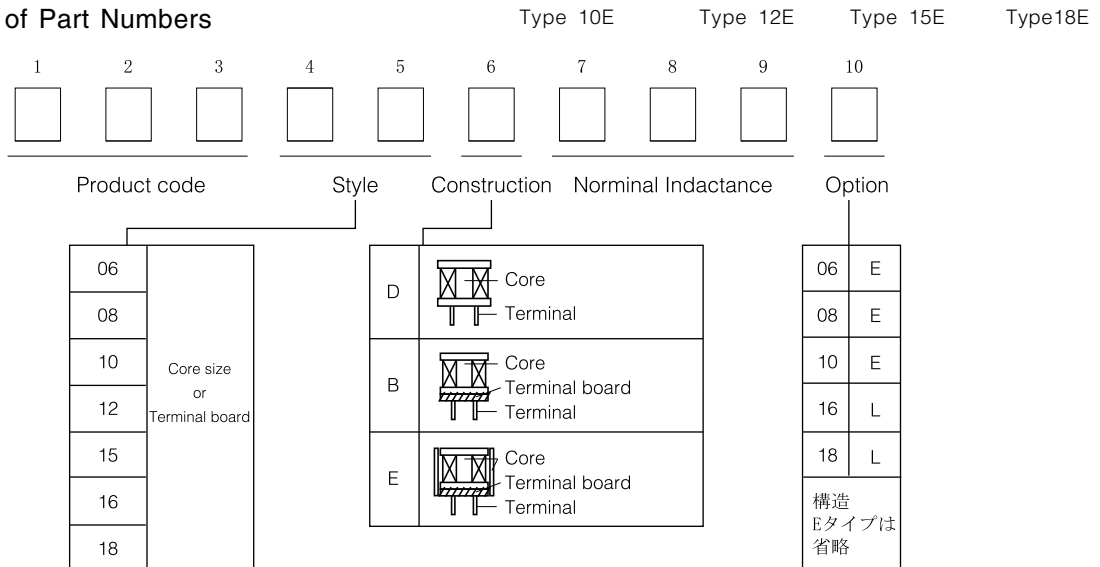 of Part Numbers
Type 10E Type 12E Type 15E Type18E
1 2 3 4 5 6 7 8 9 10
Product code Style Construction Norminal Indactance Option
06
08
10
12
15
16
18
Core size
or
Terminal board
D
Core
Terminal
B
Core
Terminal board
Terminal
E
Core
Terminal board
Terminal
06 E
08 E
10 E
16 L
18 L
構造
Eタイプは
省略